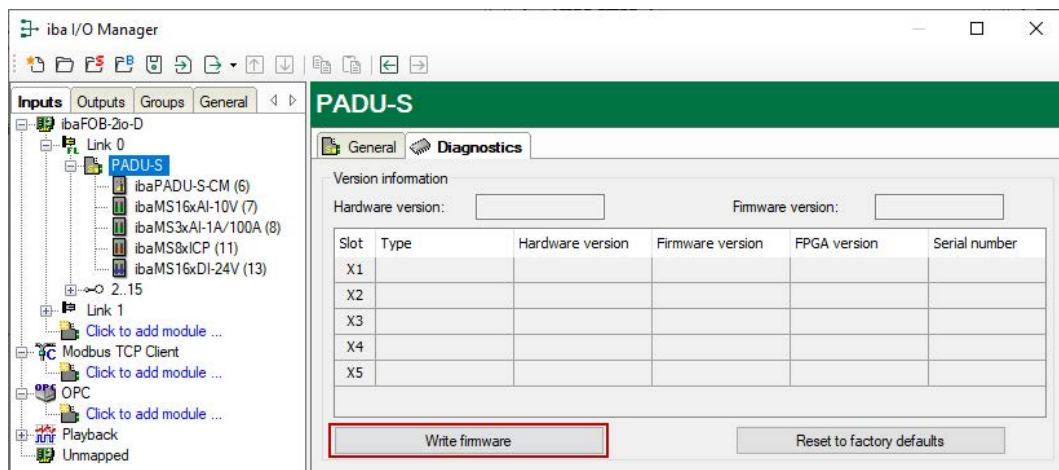 iba I/O Manager
Inputs Outputs Groups General
PADU-S
ibaFOB-2io-D
Link 0
PADU-S
ibaPADU-S-CM (6)
ibaMS16xAI-10V (7)
ibaMS3xAI-1A/100A (8)
ibaMS8xICP (11)
ibaMS16xDI-24V (13)
2..15
Link 1
Click to add module ...
Modbus TCP Client
Click to add module ...
OPC
Click to add module ...
Playback
Unmapped
General Diagnostics
Version information
Hardware version: Firmware version:
Slot Type Hardware version Firmware version FPGA version Serial number
X1
X2
X3
X4
X5
Write firmware Reset to factory defaults